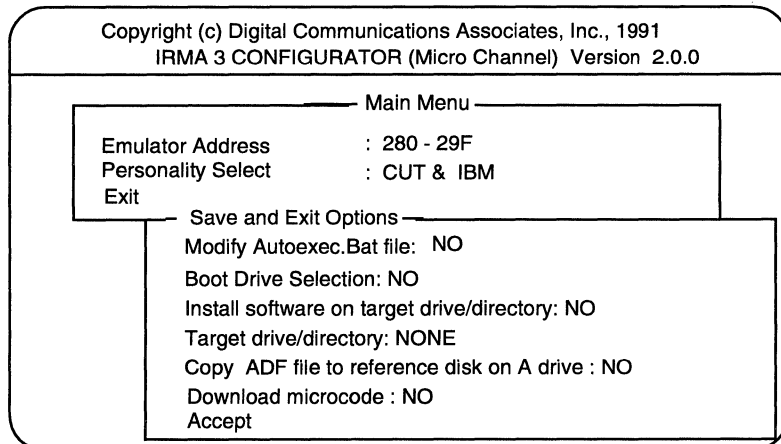 Copyright (c) Digital Communications Associates, Inc., 1991
IRMA 3 CONFIGURATOR (Micro Channel) Version 2.0.0
Main Menu
Emulator Address : 280 - 29F
Personality Select : CUT & IBM
Exit
Save and Exit Options
Modify Autoexec.Bat file: NO
Boot Drive Selection: NO
Install software on target drive/directory: NO
Target drive/directory: NONE
Copy ADF file to reference disk on A drive : NO
Download microcode : NO
Accept